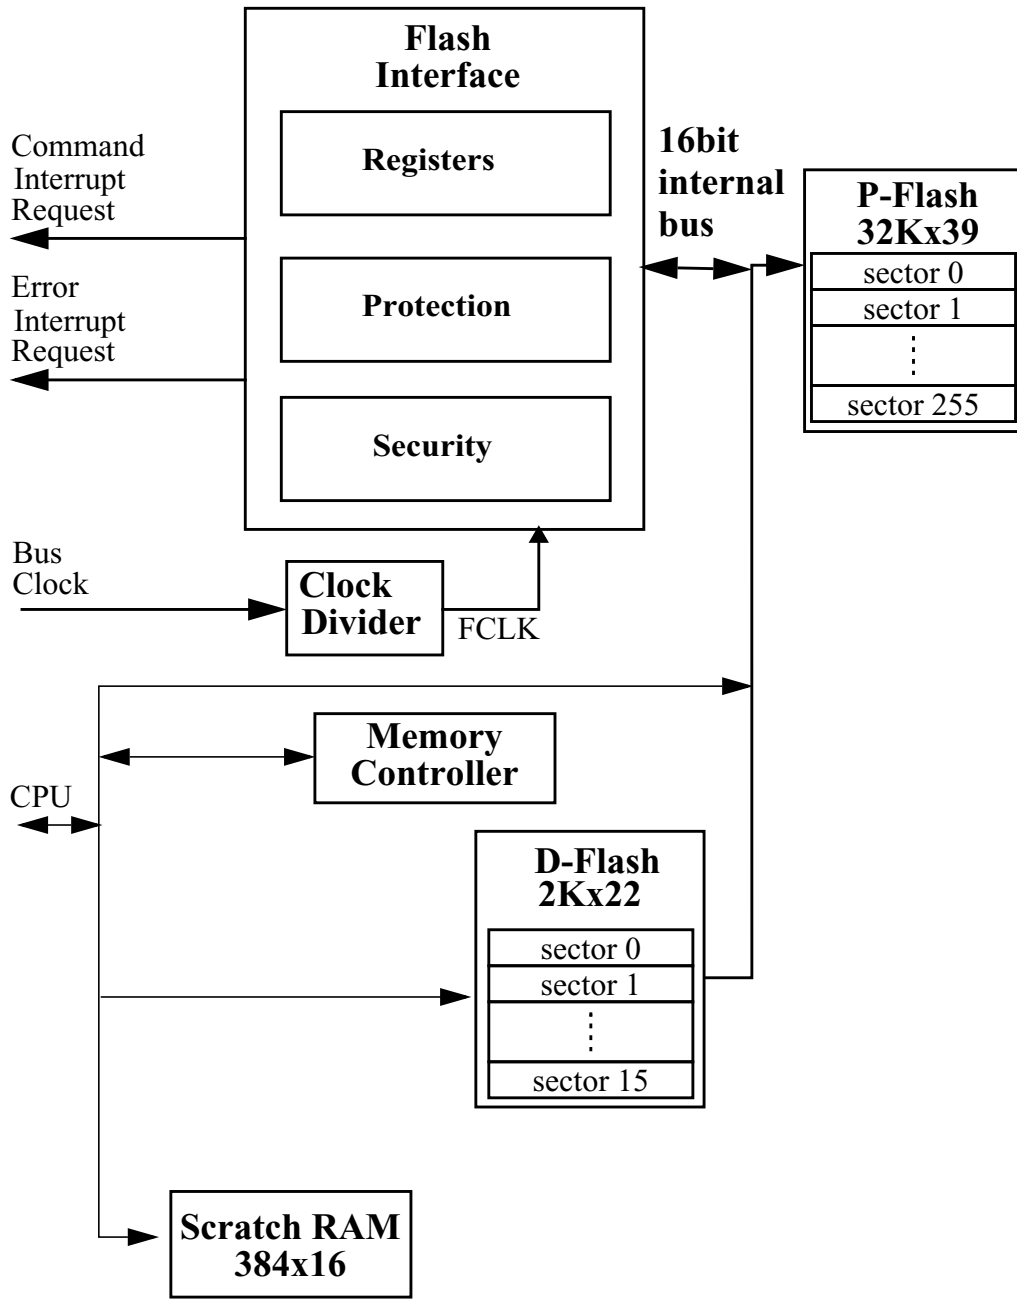 Flash
Interface
Registers
Protection
Security
Command
Interrupt
Request
Error
Interrupt
Request
16bit
internal
bus
P-Flash
32Kx39
sector 0
sector 1
sector 255
Bus
Clock
Clock
Divider
FCLK
Memory
Controller
CPU
D-Flash
2Kx22
sector 0
sector 1
sector 15
Scratch RAM
384x16